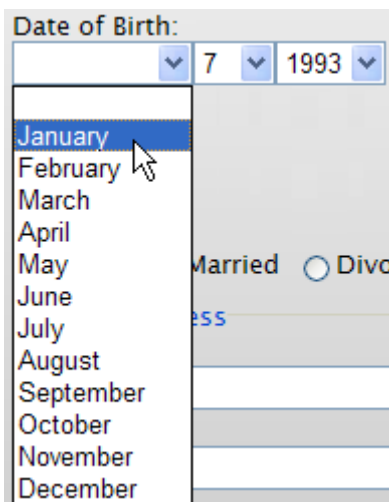 Date of Birth:
7 1993
January
February
March
April
May Married Divo
June
July ess
August
September
October
November
December